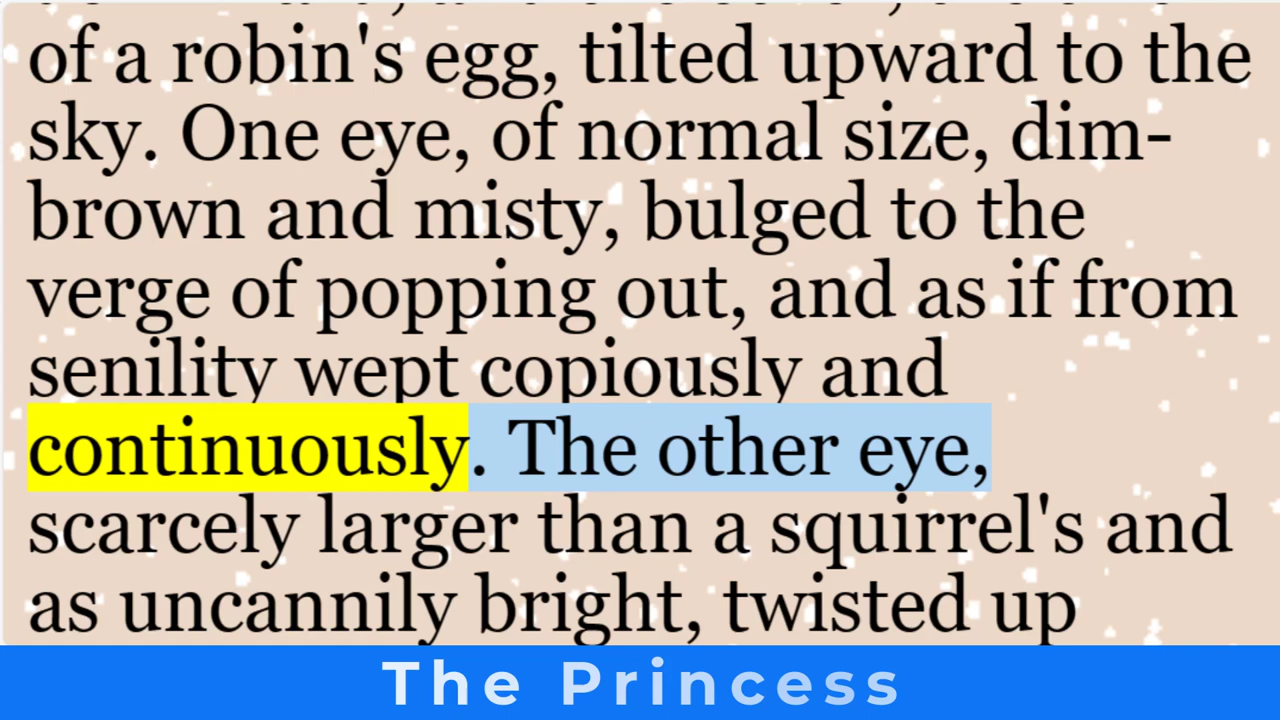 of a robin's egg, tilted upward to the
sky. One eye, of normal size, dim-
brown and misty, bulged to the
verge of popping out, and as if from
senility wept copiously and
continuously. The other eye,
scarcely larger than a squirrel's and
as uncannily bright, twisted up
The Princess